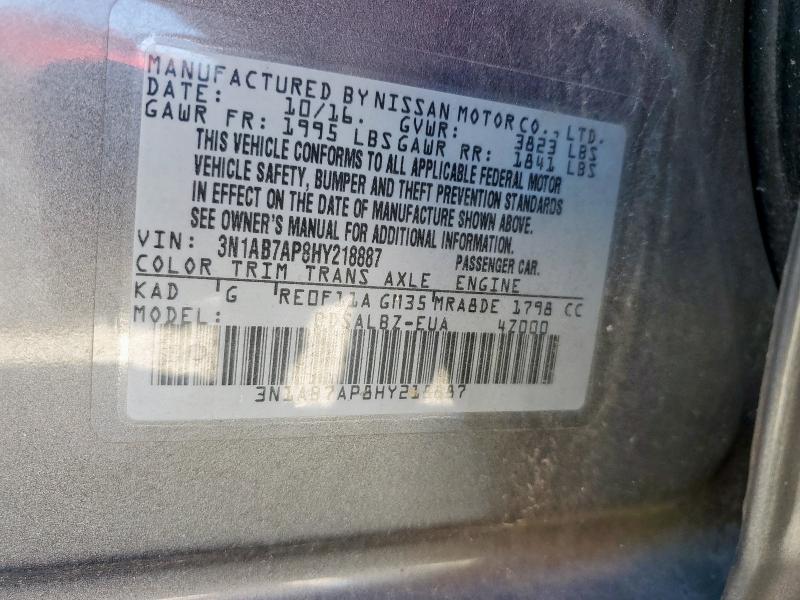 MANUFACTURED BY NISSAN MOTOR CO., LTD.
DATE: 10/16. GVWR: 3823 LBS
GAWR FR: 1995 LBS GAWR RR: 1841 LBS
THIS VEHICLE CONFORMS TO ALL APPLICABLE FEDERAL MOTOR
VEHICLE SAFETY, BUMPER AND THEFT PREVENTION STANDARDS
IN EFFECT ON THE DATE OF MANUFACTURE SHOWN ABOVE.
SEE OWNER'S MANUAL FOR ADDITIONAL INFORMATION.
VIN: 3N1AB7AP8HY218887 PASSENGER CAR.
COLOR TRIM TRANS AXLE ENGINE
KAD G RE0F11A GI135 MRA8DE 1798 CC
MODEL: 4Z000
3N1AB7AP8HY218887